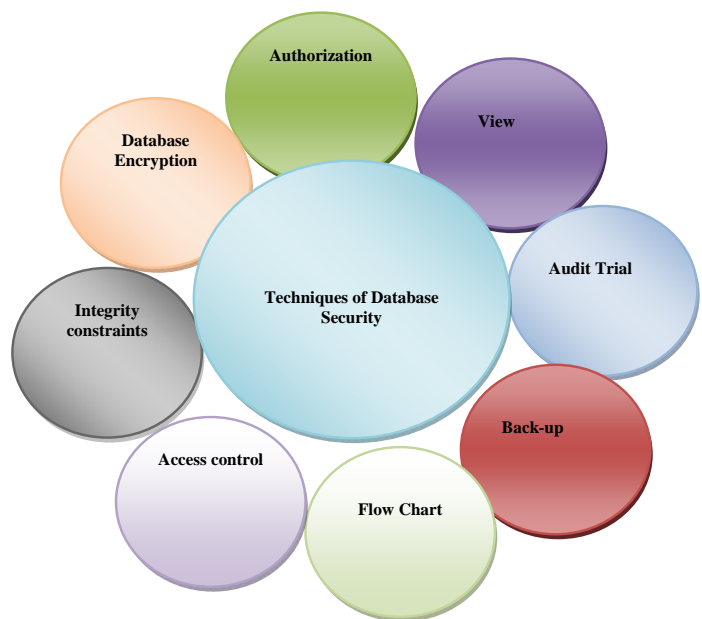 Authorization
View
Database
Encryption
Audit Trial
Techniques of Database
Security
Integrity
constraints
Back-up
Access control
Flow Chart